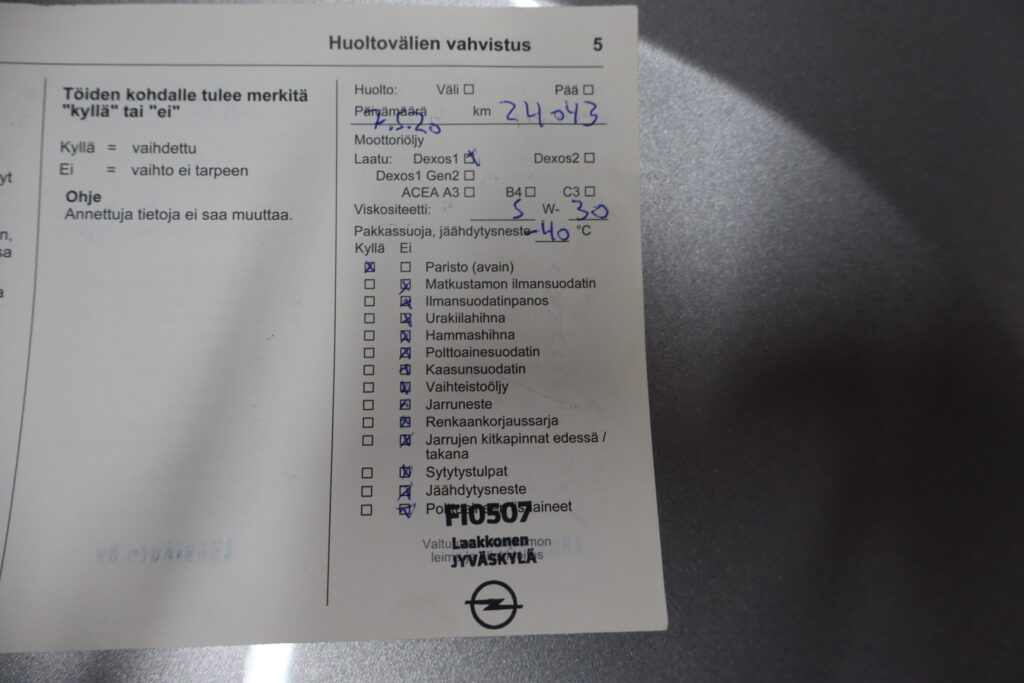 Huoltovälien vahvistus 5
Töiden kohdalle tulee merkitä
"kyllä" tai "ei"
Kyllä = vaihdettu
Ei = vaihto ei tarpeen
Ohje
Annettuja tietoja ei saa muuttaa.
Huolto: Väli Pää
Päivämäärä km 24043
.5.20
Moottoriöljy
Laatu: Dexos1 Dexos2
Dexos1 Gen2
ACEA A3 B4 C3
Viskositeetti: 5 W- 30
Pakkassuoja, jäähdytysneste -40 °C
Kyllä Ei
Paristo (avain)
Matkustamon ilmansuodatin
Ilmansuodatinpanos
Urakiilahihna
Hammashihna
Polttoainesuodatin
Kaasunsuodatin
Vaihteistoöljy
Jarruneste
Renkaankorjaussarja
Jarrujen kitkapinnat edessä /
takana
Sytytystulpat
Jäähdytysneste
FI0507
Laakkonen
JYVÄSKYLÄ